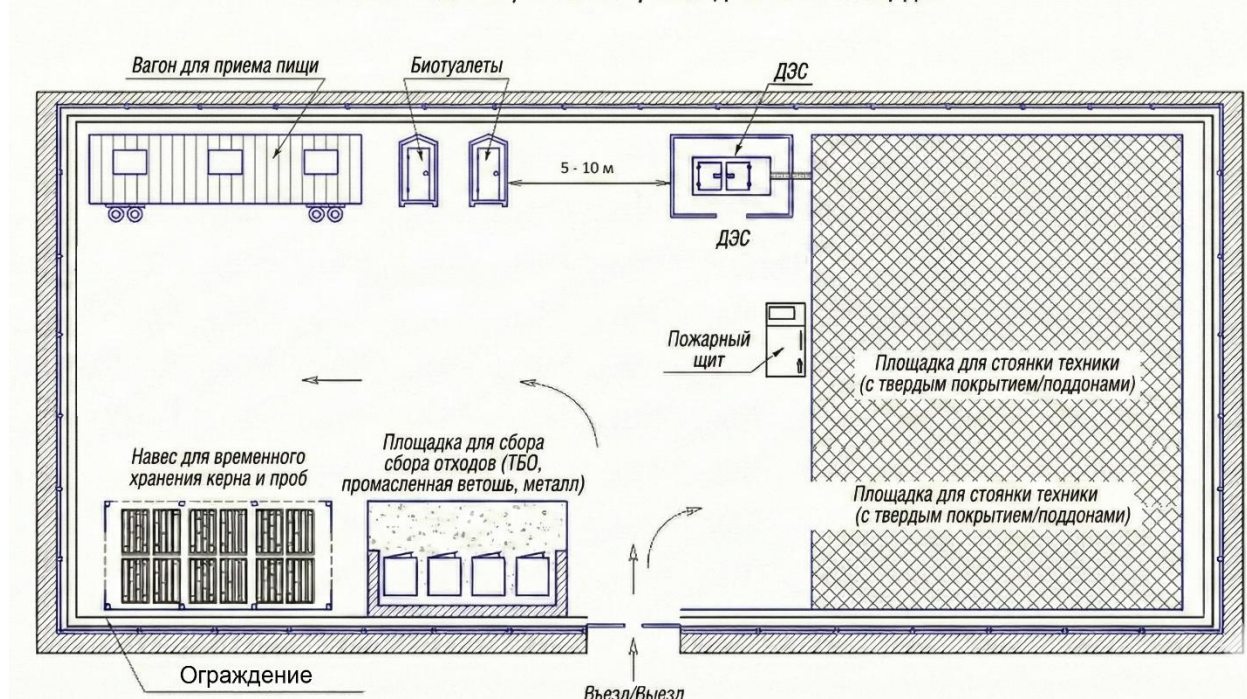 Вагон для приема пищи
Биотуалеты
ДЭС
5 - 10 м
ДЭС
Пожарный
щит
Площадка для стоянки техники
(с твердым покрытием/поддонами)
Навес для временного
хранения керна и проб
Площадка для сбора
сбора отходов (ТБО,
промасленная ветошь, металл)
Площадка для стоянки техники
(с твердым покрытием/поддонами)
Ограждение
Въезд/Выезд